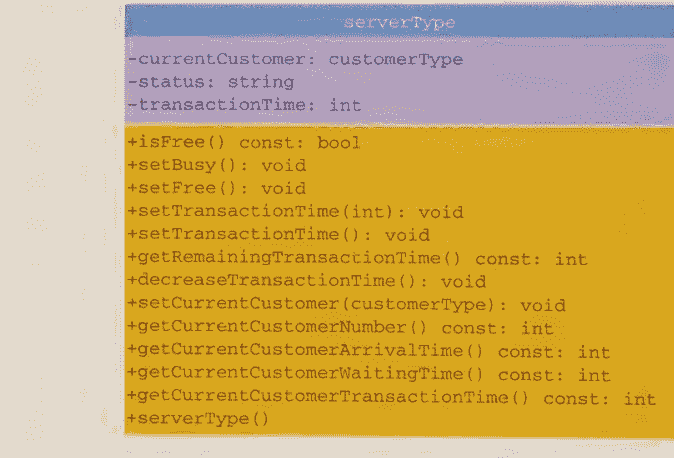 serverType
-currentCustomer: customerType
-status: string
-transactionTime: int
+isFree() const: bool
+setBusy(): void
+setFree(): void
+setTransactionTime(int): void
+setTransactionTime(): void
+getRemainingTransactionTime() const: int
+decreaseTransactionTime(): void
+setCurrentCustomer(customerType): void
+getCurrentCustomerNumber() const: int
+getCurrentCustomerArrivalTime() const: int
+getCurrentCustomerWaitingTime() const: int
+getCurrentCustomerTransactionTime() const: int
+serverType()